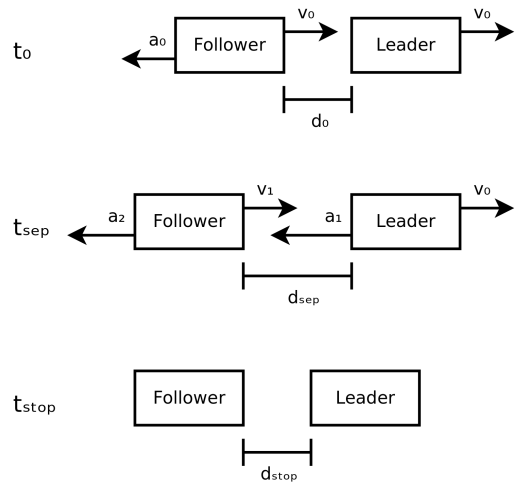 t₀ a₀ Follower v₀ Leader v₀
d₀
tsep a₂ Follower v₁ a₁ Leader v₀
dsep
tstop Follower Leader
dstop